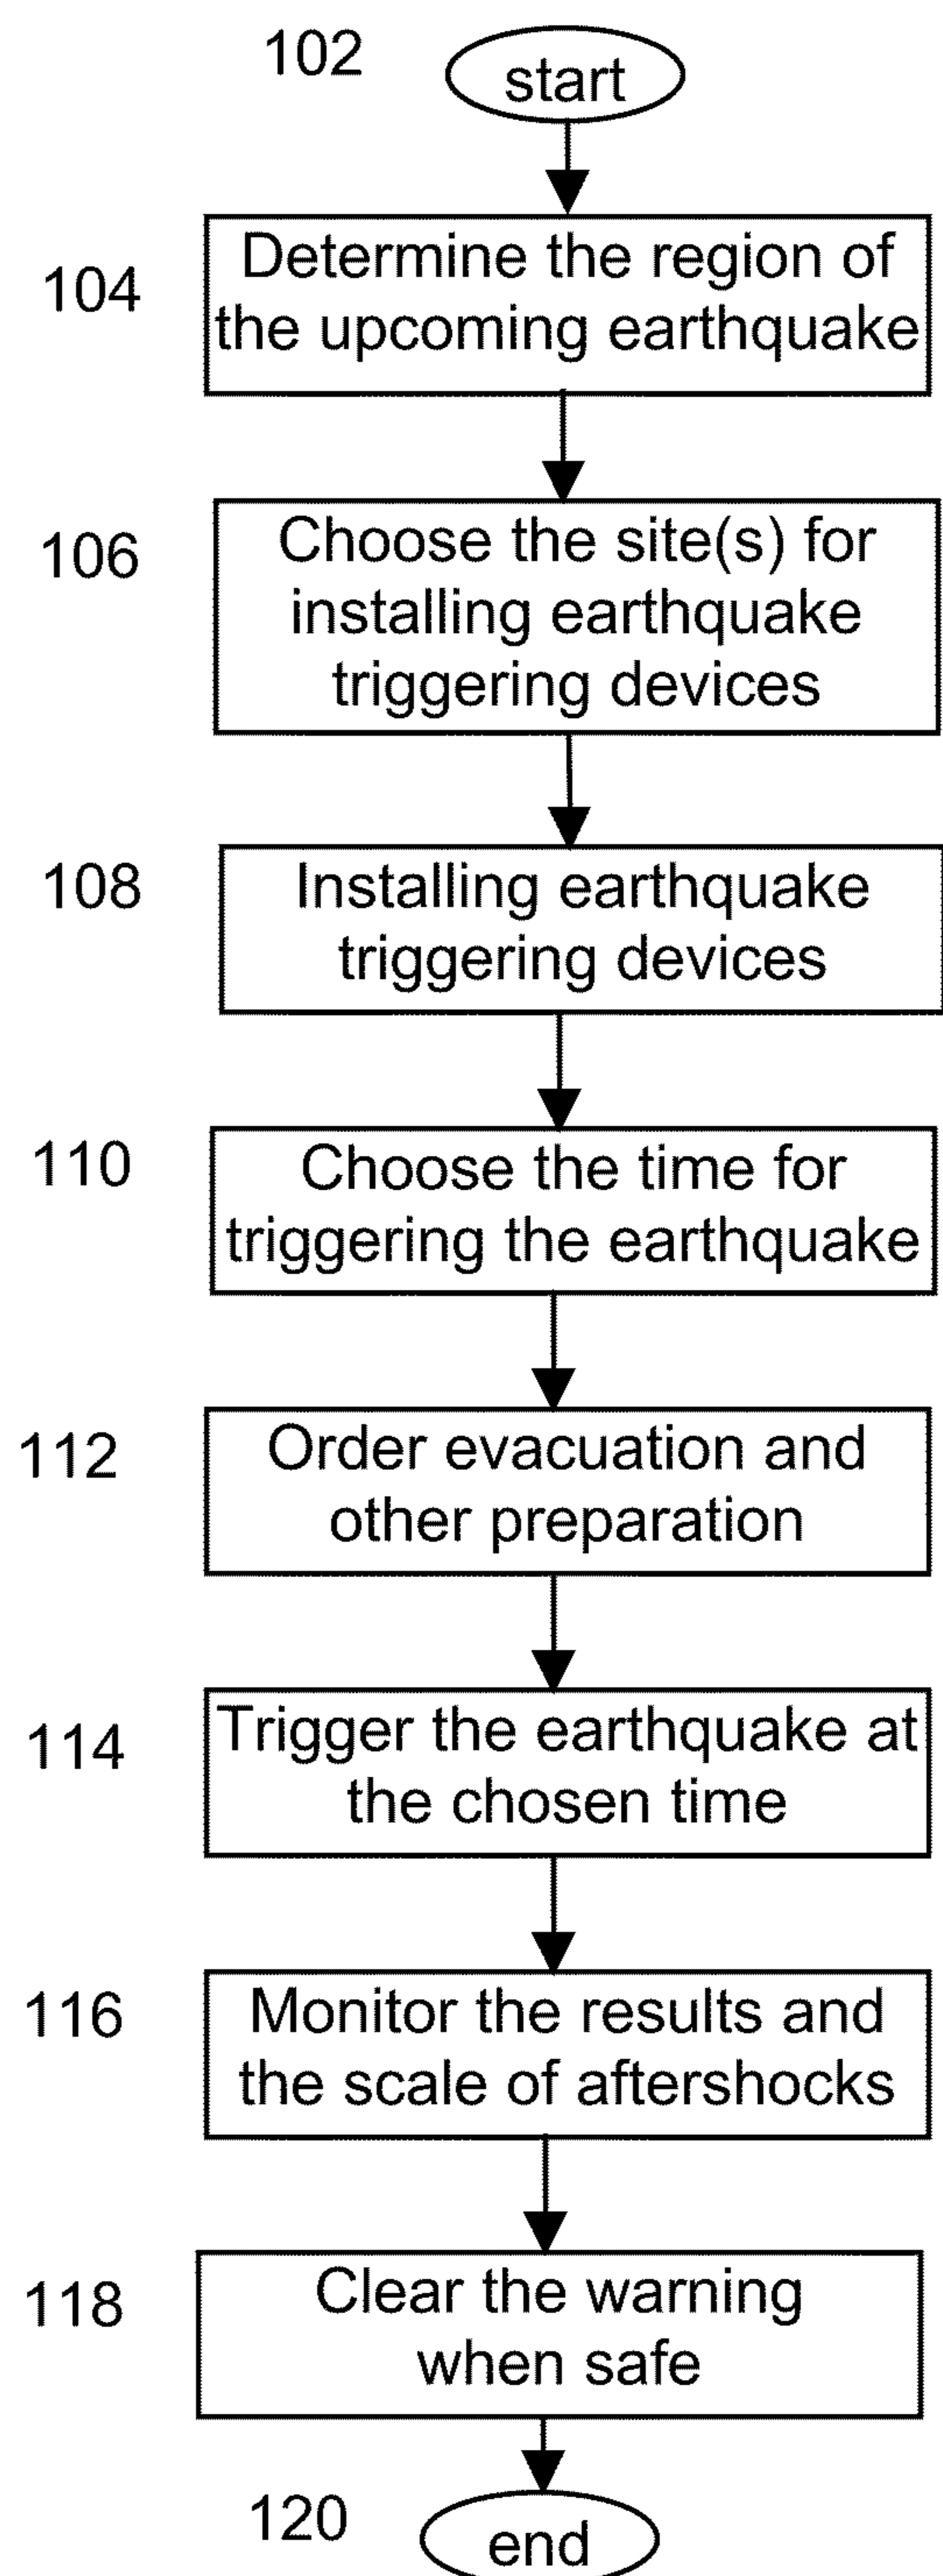 102
start
104
Determine the region of
the upcoming earthquake
106
Choose the site(s) for
installing earthquake
triggering devices
108
Installing earthquake
triggering devices
110
Choose the time for
triggering the earthquake
112
Order evacuation and
other preparation
114
Trigger the earthquake at
the chosen time
116
Monitor the results and
the scale of aftershocks
118
Clear the warning
when safe
120
end